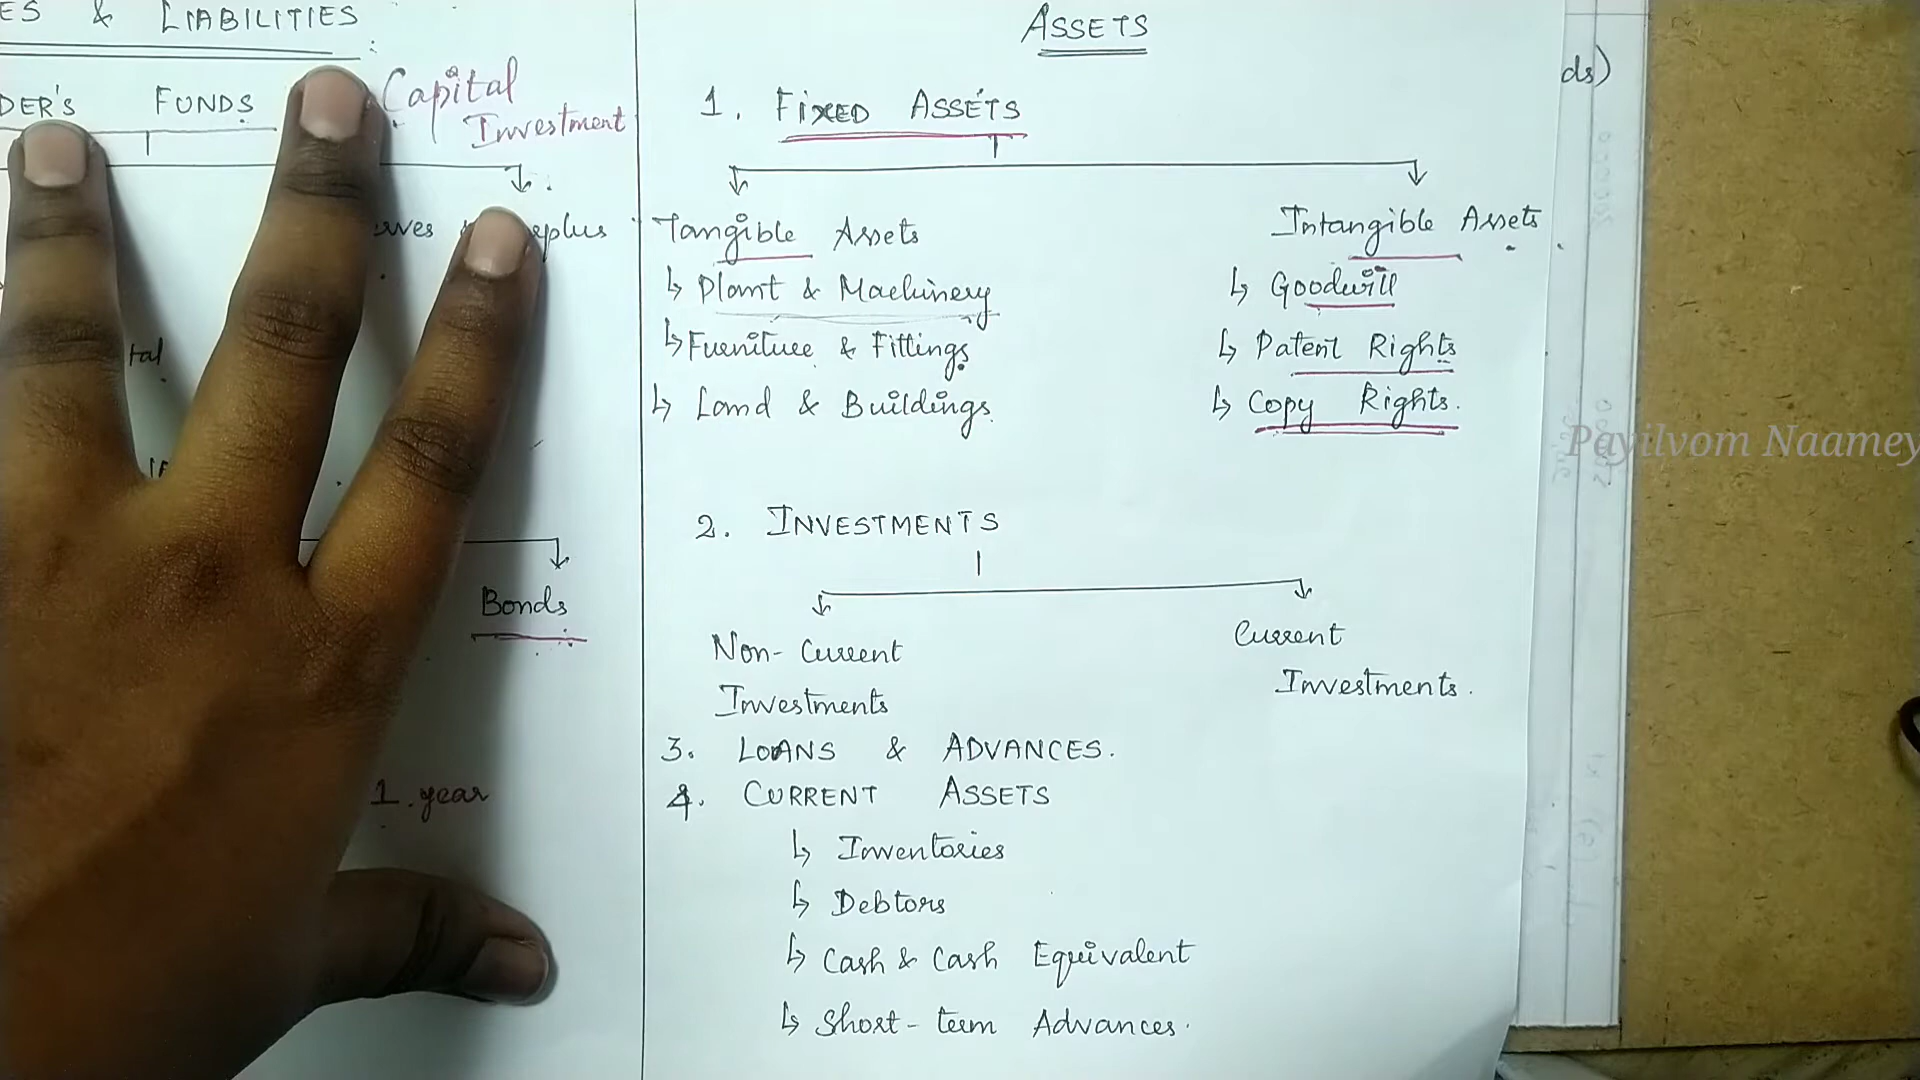 & LIABILITIES
FUNDS
Capital
Investment
tal
Bonds
1 year
ASSETS
1. FIXED ASSETS
Tangible Assets
↳ Plant & Machinery
↳ Furniture & Fittings
↳ Land & Buildings
Intangible Assets
↳ Goodwill
↳ Patent Rights
↳ Copy Rights.
2. INVESTMENTS
Non-Current
Investments
Current
Investments.
3. LOANS & ADVANCES.
4. CURRENT ASSETS
↳ Inventories
↳ Debtors
↳ Cash & Cash Equivalent
↳ Short-term Advances.
ds)
Payilvom Naamey